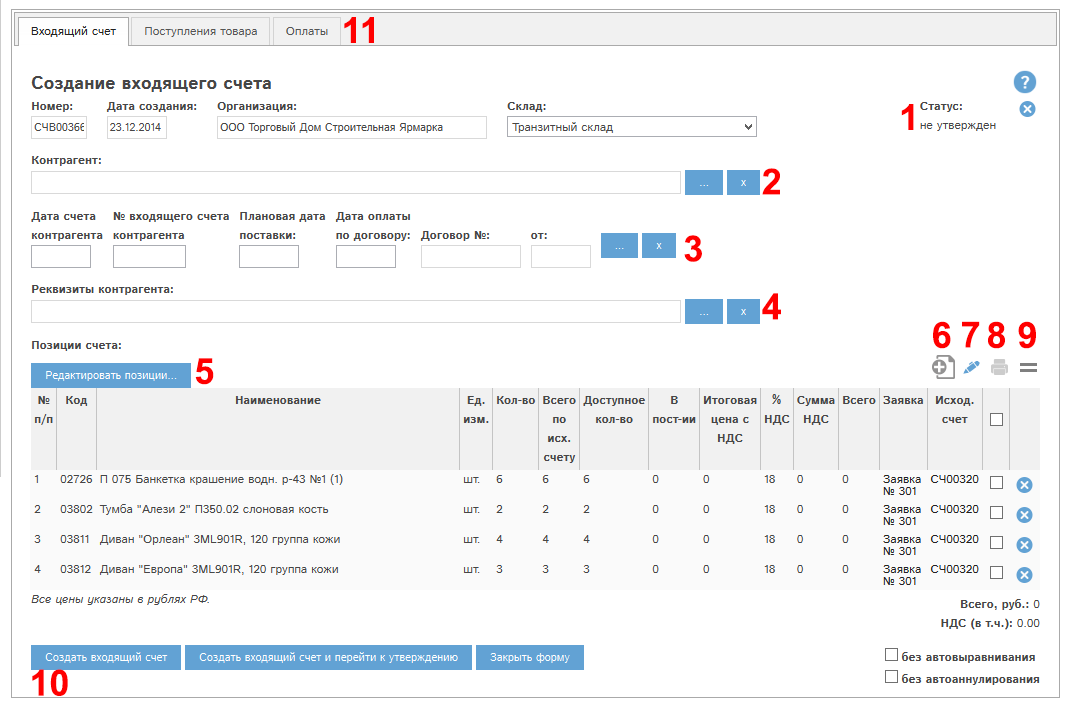 Входящий счет Поступления товара Оплаты 11
Создание входящего счета ?
Номер: Дата создания: Организация: Склад: 1 Статус:
СЧВ00366 23.12.2014 ООО Торговый Дом Строительная Ярмарка Транзитный склад не утвержден
Контрагент:
... x 2
Дата счета № входящего счета Плановая дата Дата оплаты
контрагента контрагента поставки: по договору: Договор №: от:
... x 3
Реквизиты контрагента:
... x 4
Позиции счета: 6 7 8 9
Редактировать позиции... 5
№ Код Наименование Ед. Кол-во Всего Доступное В Итоговая % Сумма Всего Заявка Исход.
п/п изм. по кол-во пост-ии цена с НДС НДС счет
исх. НДС
счету
1 02726 П 075 Банкетка крашение водн. р-43 №1 (1) шт. 6 6 6 0 0 18 0 0 Заявка СЧ00320
№ 301
2 03802 Тумба "Алези 2" П350.02 слоновая кость шт. 2 2 2 0 0 18 0 0 Заявка СЧ00320
№ 301
3 03811 Диван "Орлеан" 3ML901R, 120 группа кожи шт. 4 4 4 0 0 18 0 0 Заявка СЧ00320
№ 301
4 03812 Диван "Европа" 3ML901R, 120 группа кожи шт. 3 3 3 0 0 18 0 0 Заявка СЧ00320
№ 301
Все цены указаны в рублях РФ.
Всего, руб.: 0
НДС (в т.ч.): 0.00
Создать входящий счет Создать входящий счет и перейти к утверждению Закрыть форму без автовыравнивания
10 без автоаннулирования